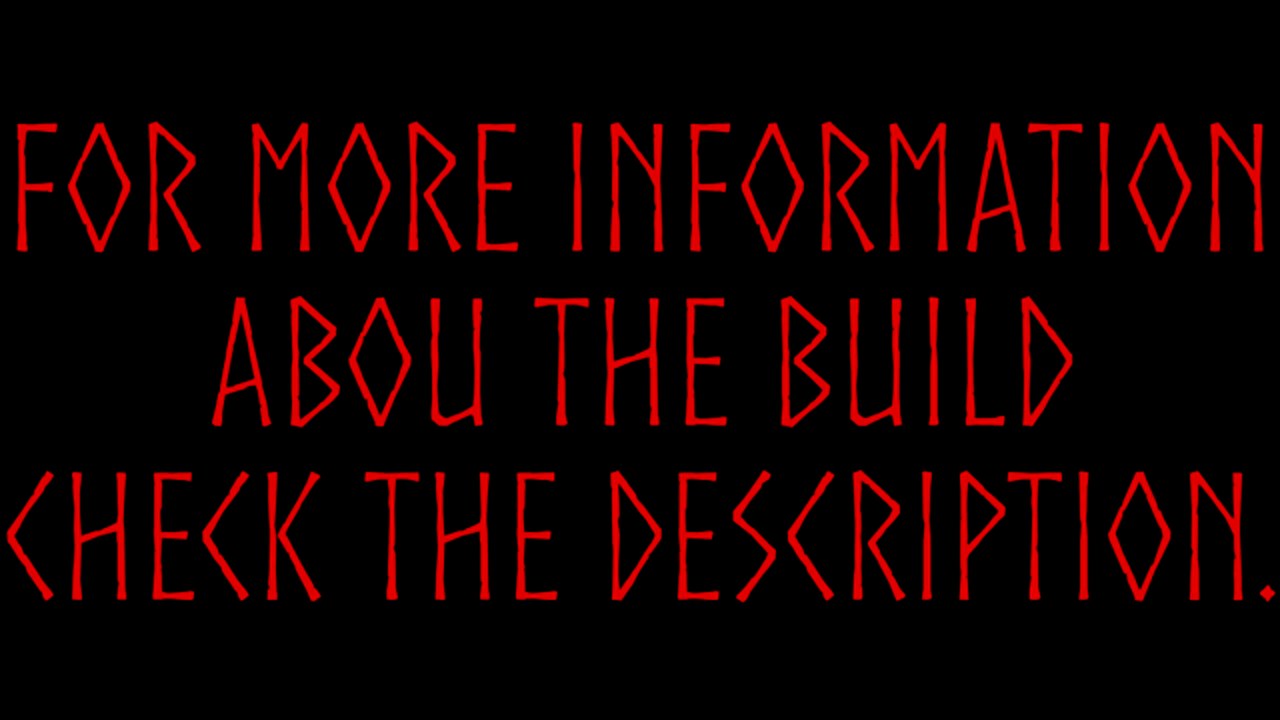 FOR MORE INFORMATION
ABOU THE BUILD
CHECK THE DESCRIPTION.